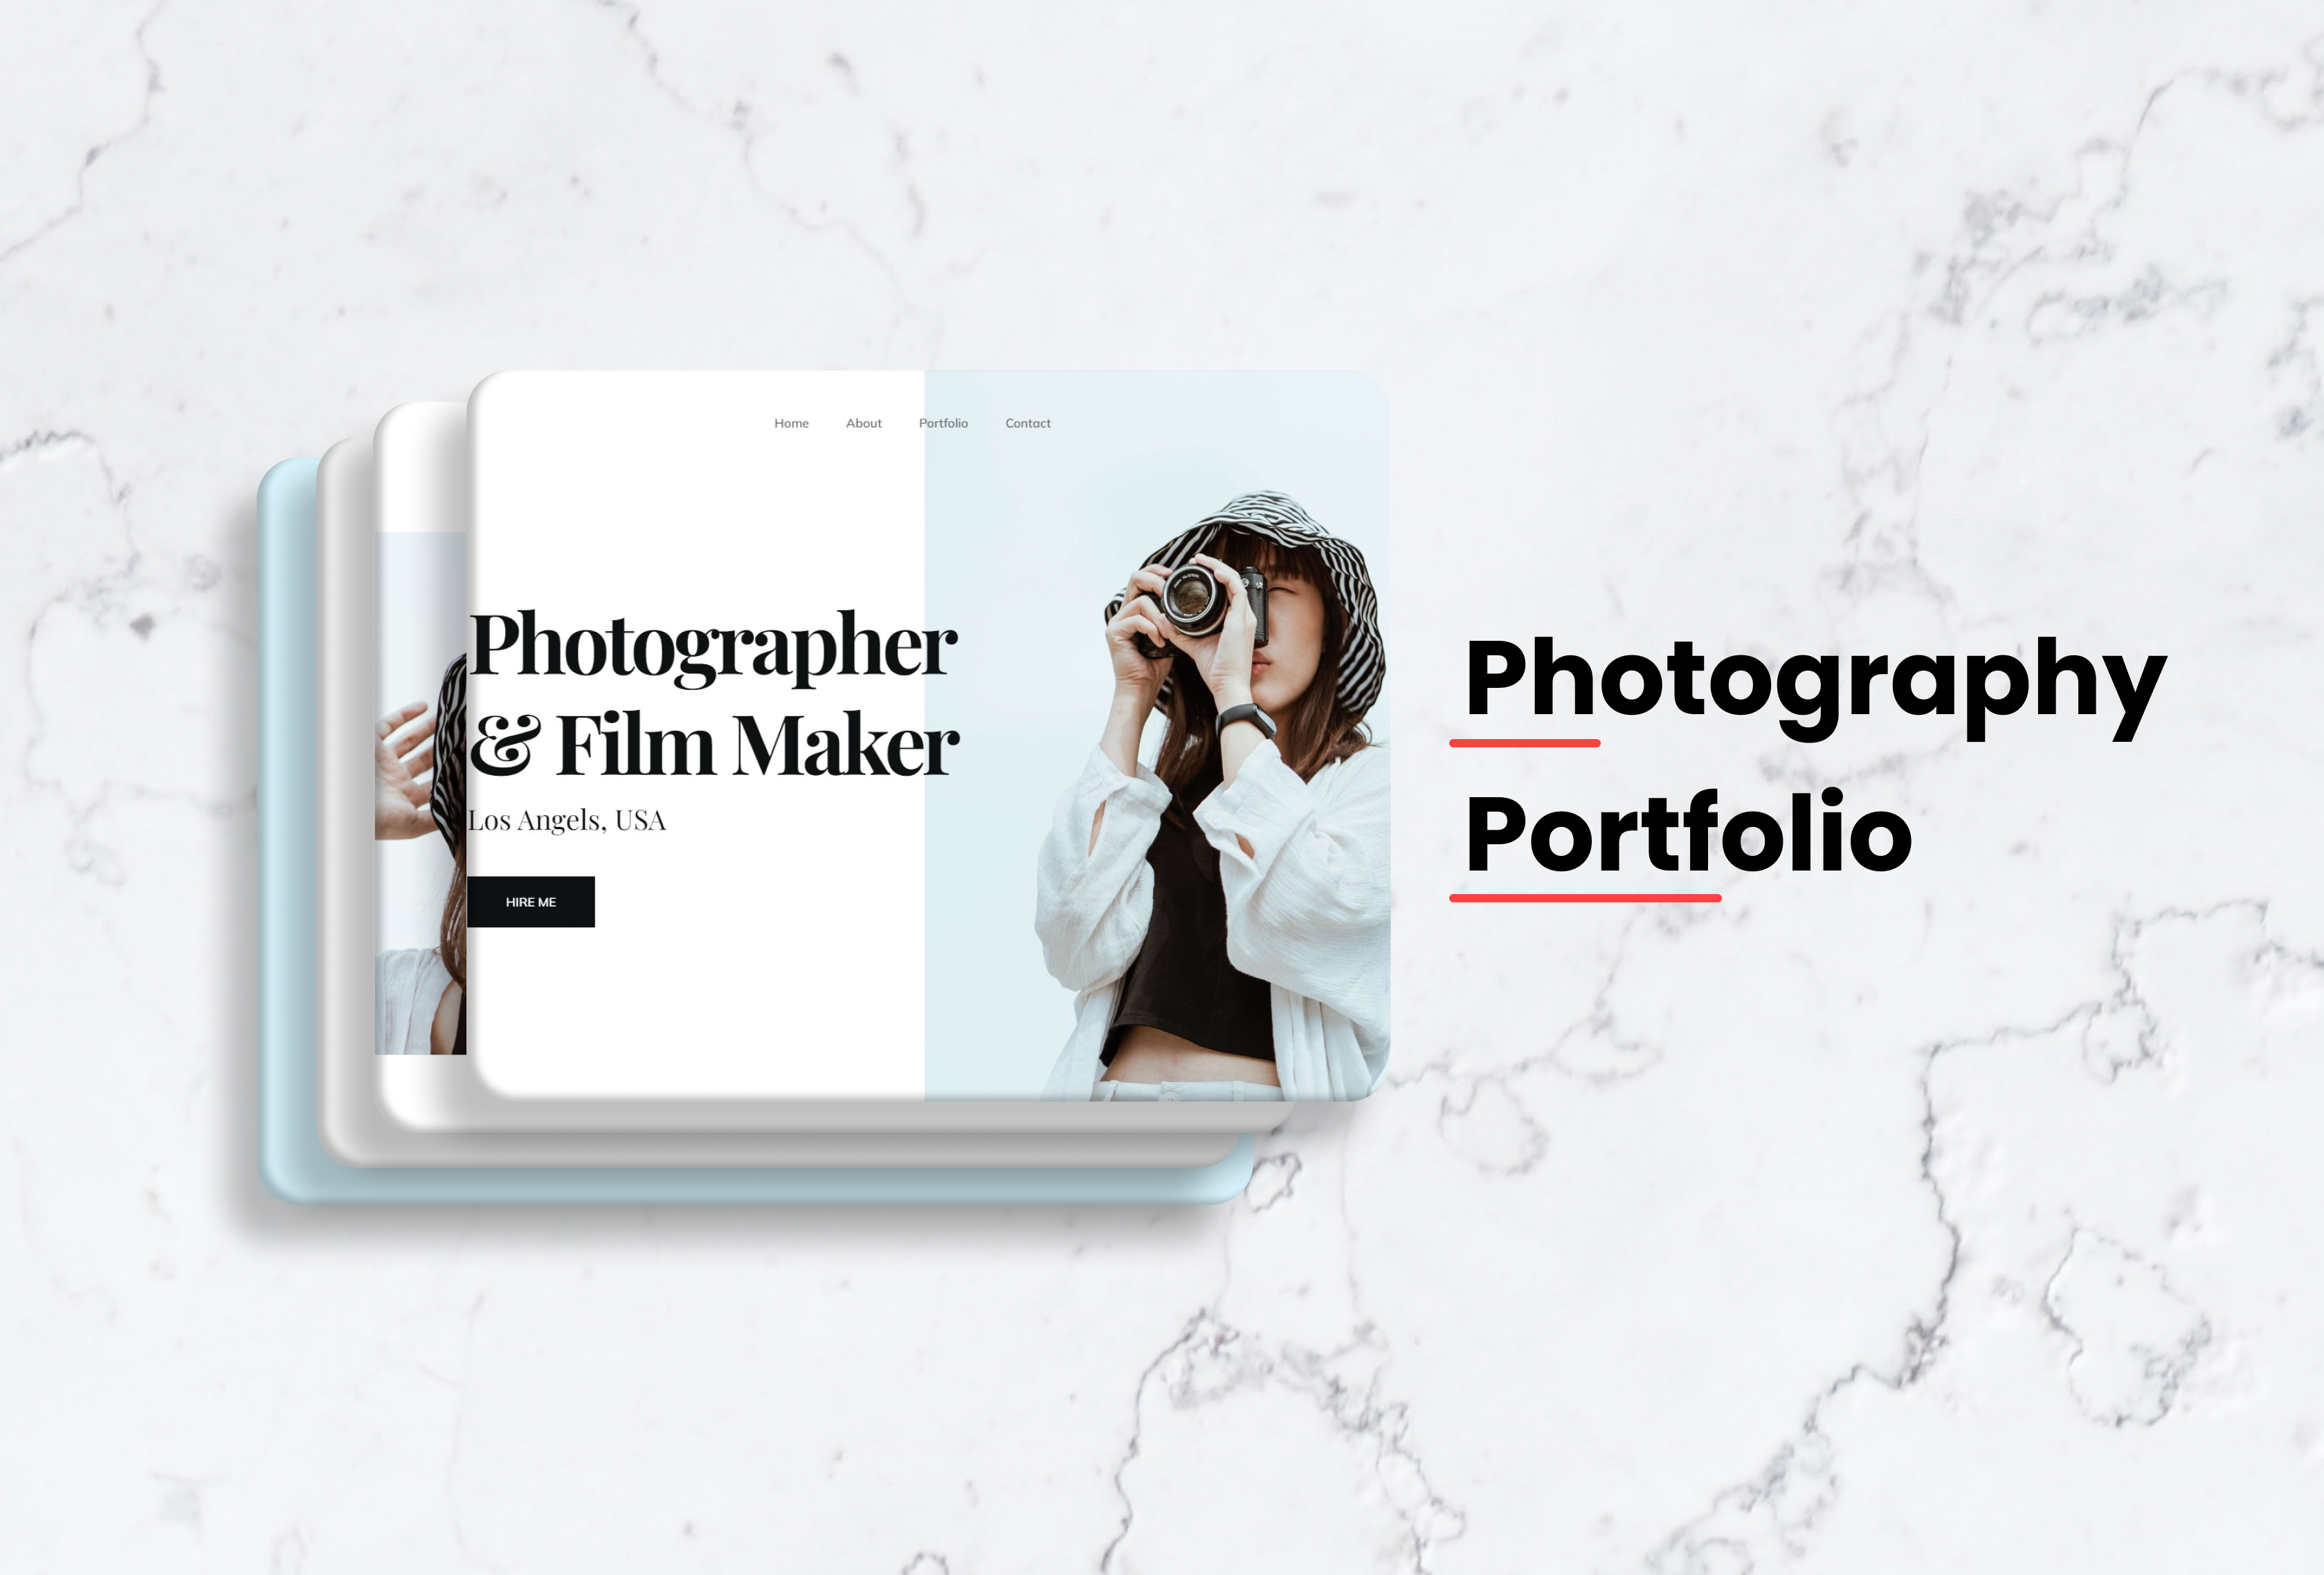 Home About Portfolio Contact
Photographer
& Film Maker
Los Angels, USA
HIRE ME
Photography
Portfolio